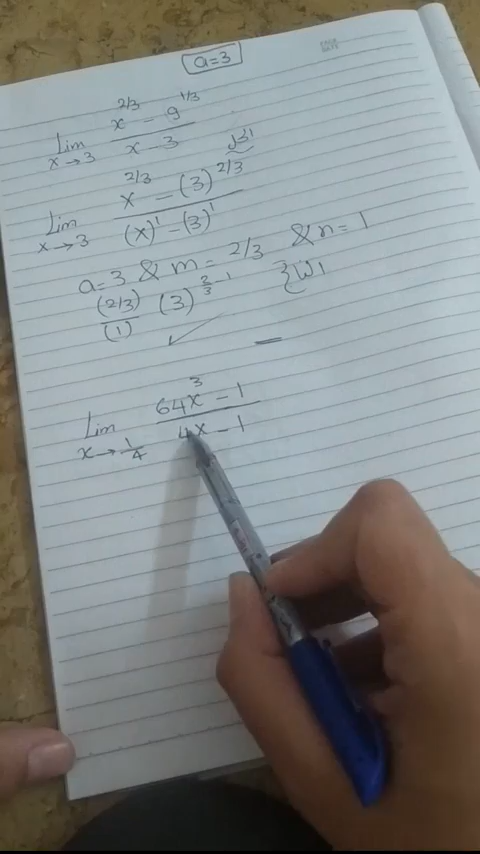 a=3
Lim x→3 (x^2/3 - 9^1/3) / (x-3)
Lim x→3 (x^2/3 - (3)^2/3) / ((x)^1 - (3)^1)
a=3 & m=2/3 & n=1
(2/3)/(1) (3)^2/3-1
Lim x→1/4 (64x^3 - 1) / (4x-1)